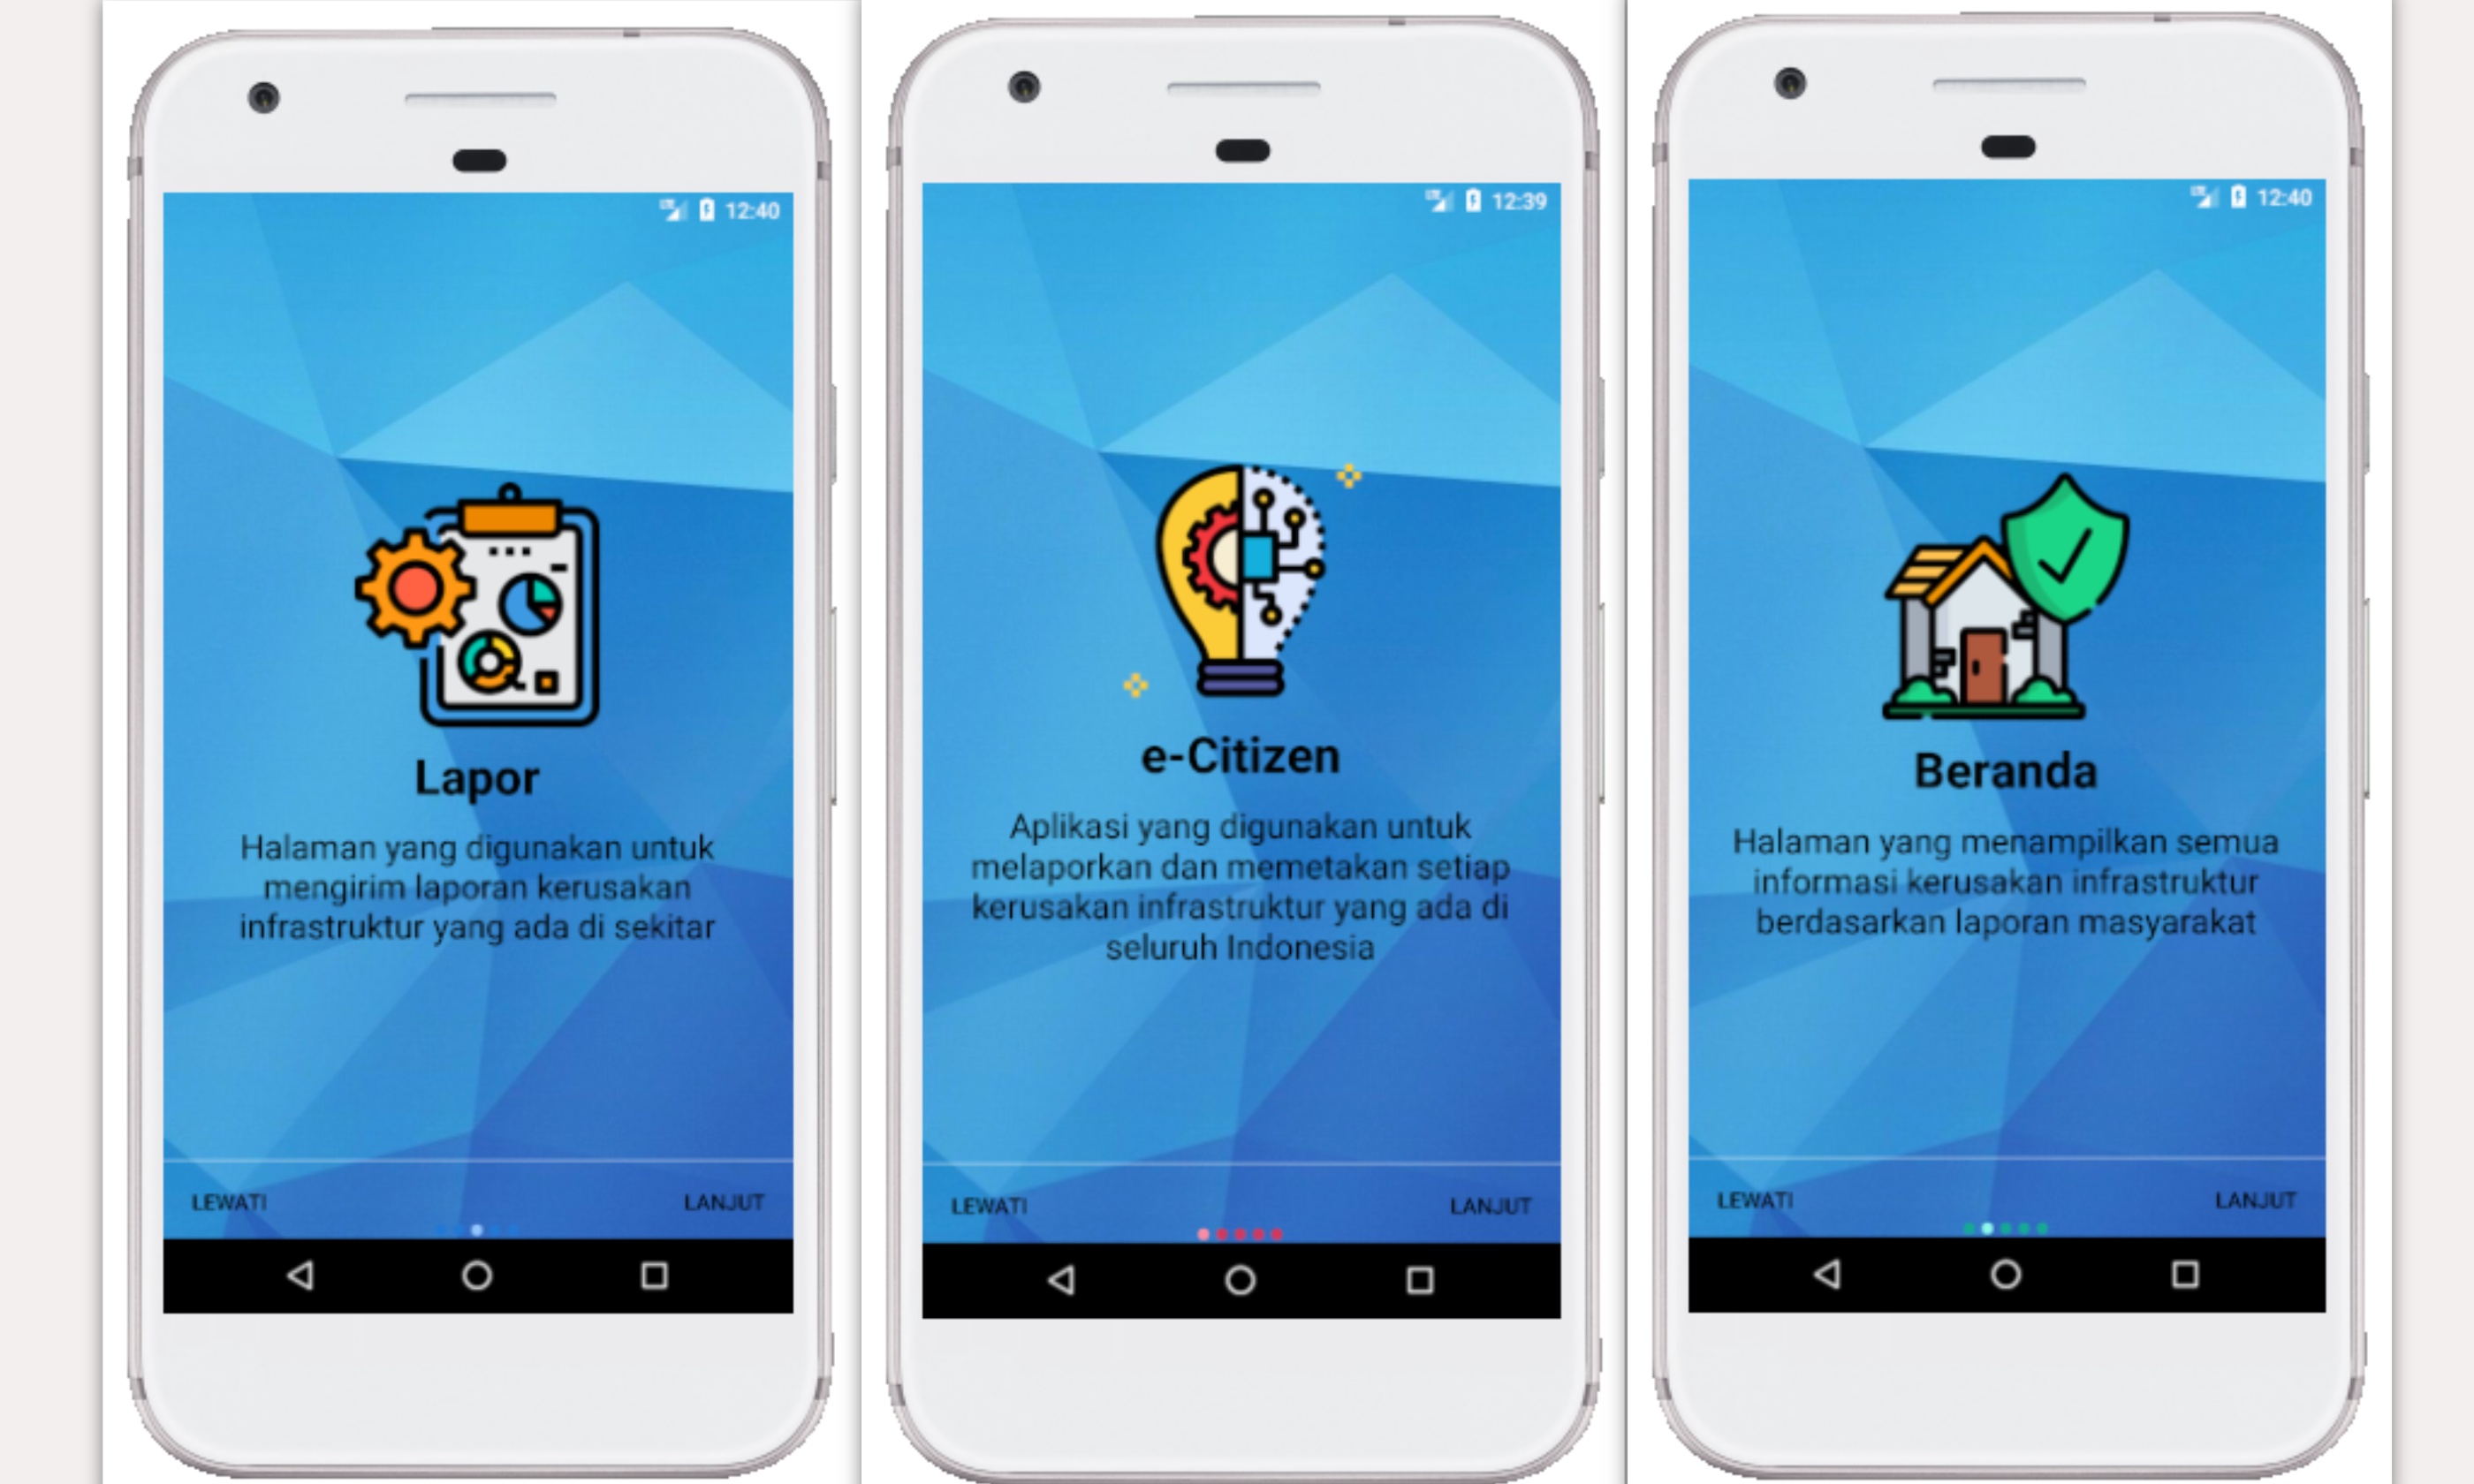 12:40
Lapor
Halaman yang digunakan untuk
mengirim laporan kerusakan
infrastruktur yang ada di sekitar
LEWATI
LANJUT
12:39
e-Citizen
Aplikasi yang digunakan untuk
melaporkan dan memetakan setiap
kerusakan infrastruktur yang ada di
seluruh Indonesia
LEWATI
LANJUT
12:40
Beranda
Halaman yang menampilkan semua
informasi kerusakan infrastruktur
berdasarkan laporan masyarakat
LEWATI
LANJUT